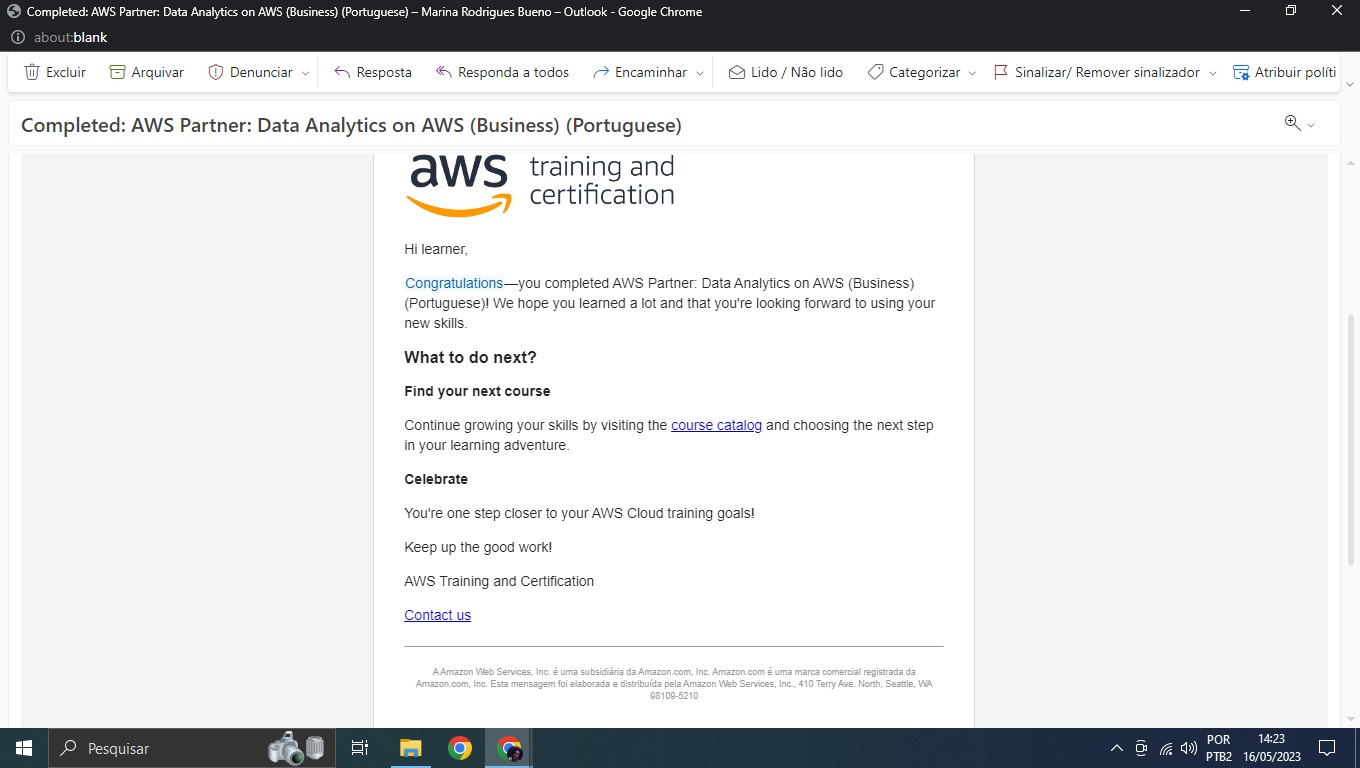 Completed: AWS Partner: Data Analytics on AWS (Business) (Portuguese) – Marina Rodrigues Bueno – Outlook - Google Chrome
about:blank
Excluir Arquivar Denunciar Resposta Responda a todos Encaminhar Lido / Não lido Categorizar Sinalizar/ Remover sinalizador Atribuir políti
Completed: AWS Partner: Data Analytics on AWS (Business) (Portuguese)
aws training and
certification
Hi learner,
Congratulations—you completed AWS Partner: Data Analytics on AWS (Business)
(Portuguese)! We hope you learned a lot and that you're looking forward to using your
new skills.
What to do next?
Find your next course
Continue growing your skills by visiting the course catalog and choosing the next step
in your learning adventure.
Celebrate
You're one step closer to your AWS Cloud training goals!
Keep up the good work!
AWS Training and Certification
Contact us
A Amazon Web Services, Inc. é uma subsidiária da Amazon.com, Inc. Amazon.com é uma marca comercial registrada da
Amazon.com, Inc. Esta mensagem foi elaborada e distribuída pela Amazon Web Services, Inc., 410 Terry Ave. North, Seattle, WA
98109-5210
Pesquisar
POR 14:23
PTB2 16/05/2023